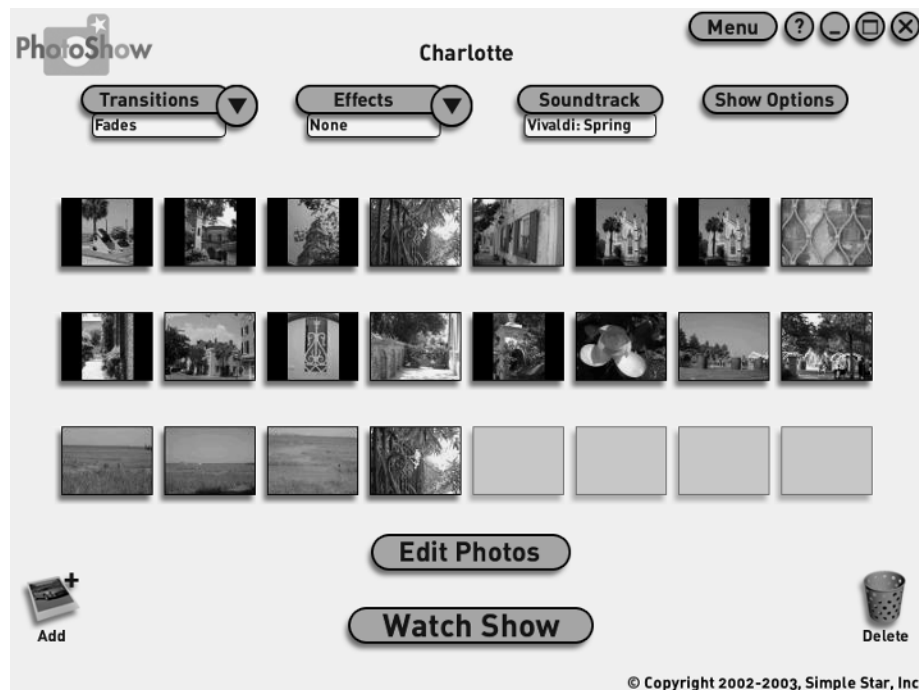 PhotoShow
Menu ?
Charlotte
Transitions
Fades
Effects
None
Soundtrack
Vivaldi: Spring
Show Options
Edit Photos
Add
Watch Show
Delete
© Copyright 2002-2003, Simple Star, Inc